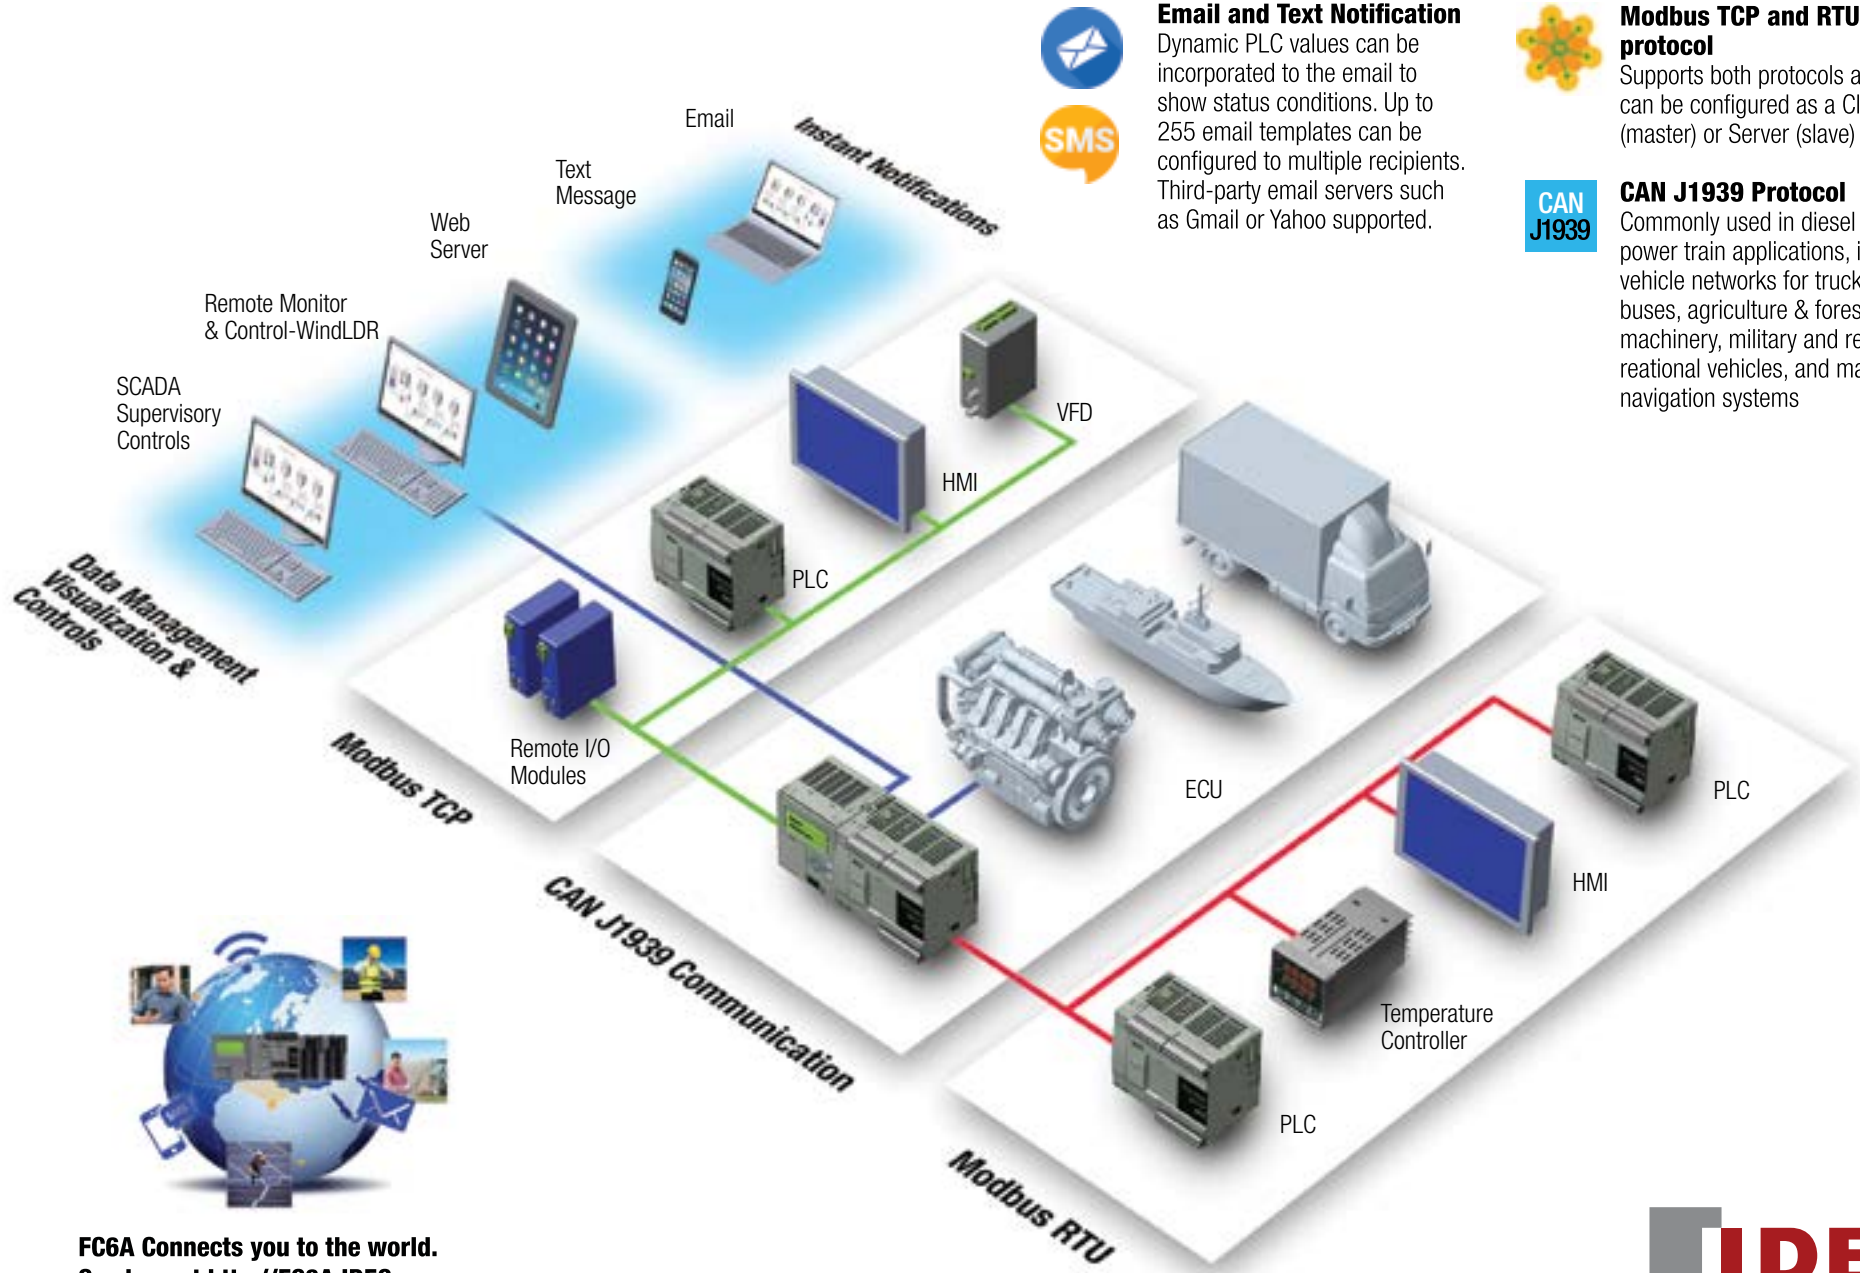 Email and Text Notification
Dynamic PLC values can be
incorporated to the email to
show status conditions. Up to
255 email templates can be
configured to multiple recipients.
Third-party email servers such
as Gmail or Yahoo supported.
SMS
Modbus TCP and RTU
protocol
Supports both protocols
can be configured as a
(master) or Server (slave)
CAN
J1939
CAN J1939 Protocol
Commonly used in diesel
power train applications,
vehicle networks for
buses, agriculture &
machinery, military and
reational vehicles, and
navigation systems
Email
Text
Message
Web
Server
Remote Monitor
& Control-WindLDR
SCADA
Supervisory
Controls
Instant Notifications
Data Management
Visualization &
Controls
VFD
HMI
PLC
Remote I/O
Modules
Modbus TCP
ECU
CAN J1939 Communication
PLC
HMI
Temperature
Controller
PLC
Modbus RTU
FC6A Connects you to the world.